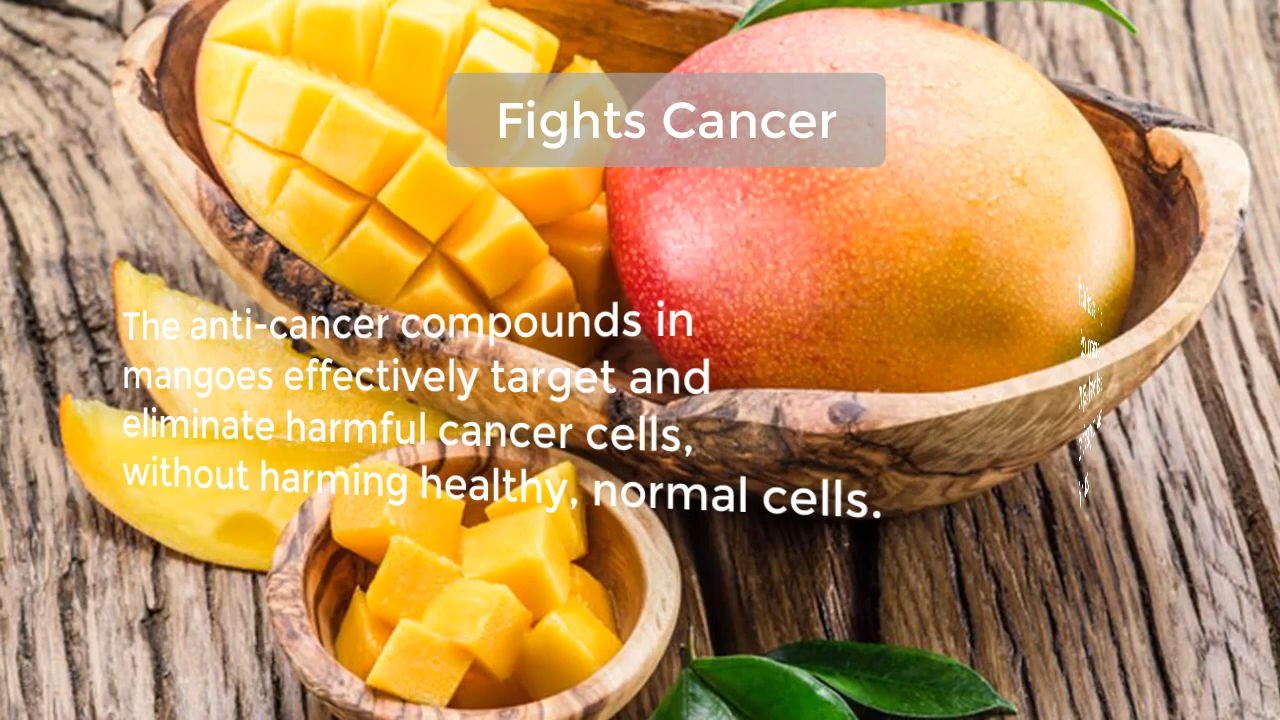 Fights Cancer
The anti-cancer compounds in
mangoes effectively target and
eliminate harmful cancer cells,
without harming healthy, normal cells.